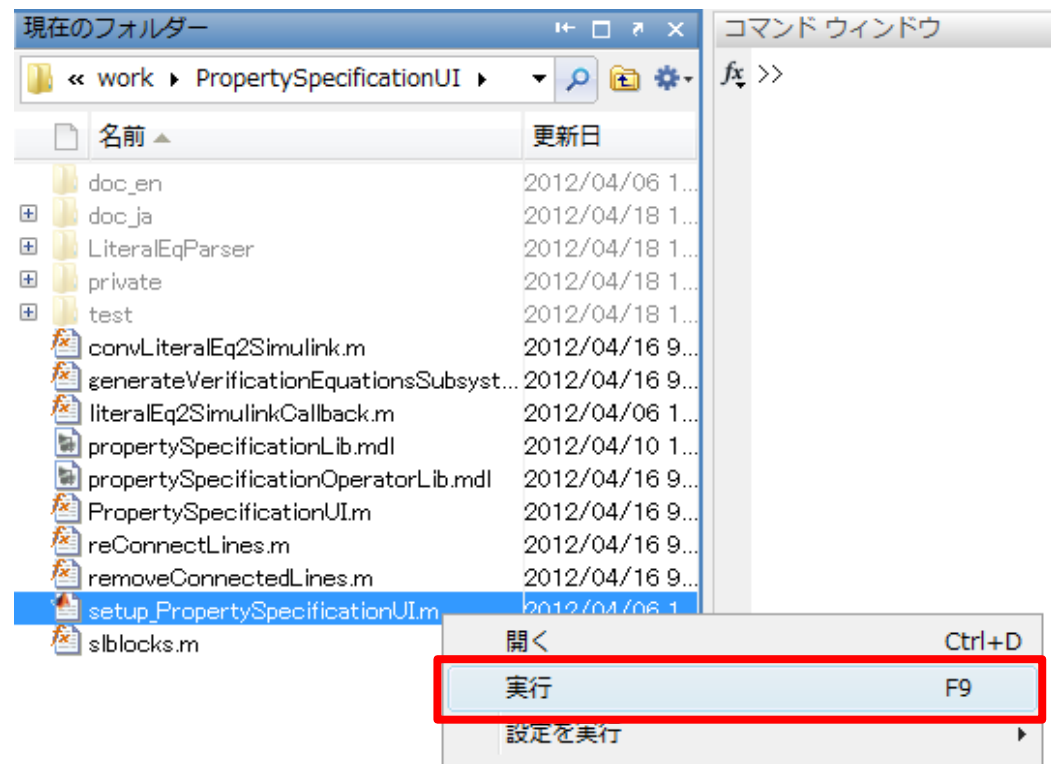 現在のフォルダー
コマンド ウィンドウ
« work ▸ PropertySpecificationUI ▸
fx >>
名前 更新日
doc_en 2012/04/06 1...
doc_ja 2012/04/18 1...
LiteralEqParser 2012/04/18 1...
private 2012/04/18 1...
test 2012/04/18 1...
convLiteralEq2Simulink.m 2012/04/16 9...
generateVerificationEquationsSubsyst... 2012/04/16 9...
literalEq2SimulinkCallback.m 2012/04/06 1...
propertySpecificationLib.mdl 2012/04/10 1...
propertySpecificationOperatorLib.mdl 2012/04/16 9...
PropertySpecificationUI.m 2012/04/16 9...
reConnectLines.m 2012/04/16 9...
removeConnectedLines.m 2012/04/16 9...
setup_PropertySpecificationUI.m 2012/04/06 1...
slblocks.m
開く Ctrl+D
実行 F9
設定を実行